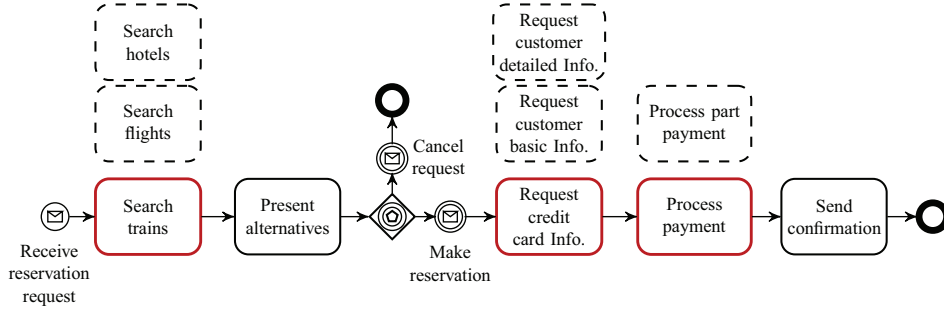 Search
hotels
Search
flights
Search
trains
Receive
reservation
request
Present
alternatives
Cancel
request
Make
reservation
Request
customer
detailed Info.
Request
customer
basic Info.
Request
credit
card Info.
Process part
payment
Process
payment
Send
confirmation